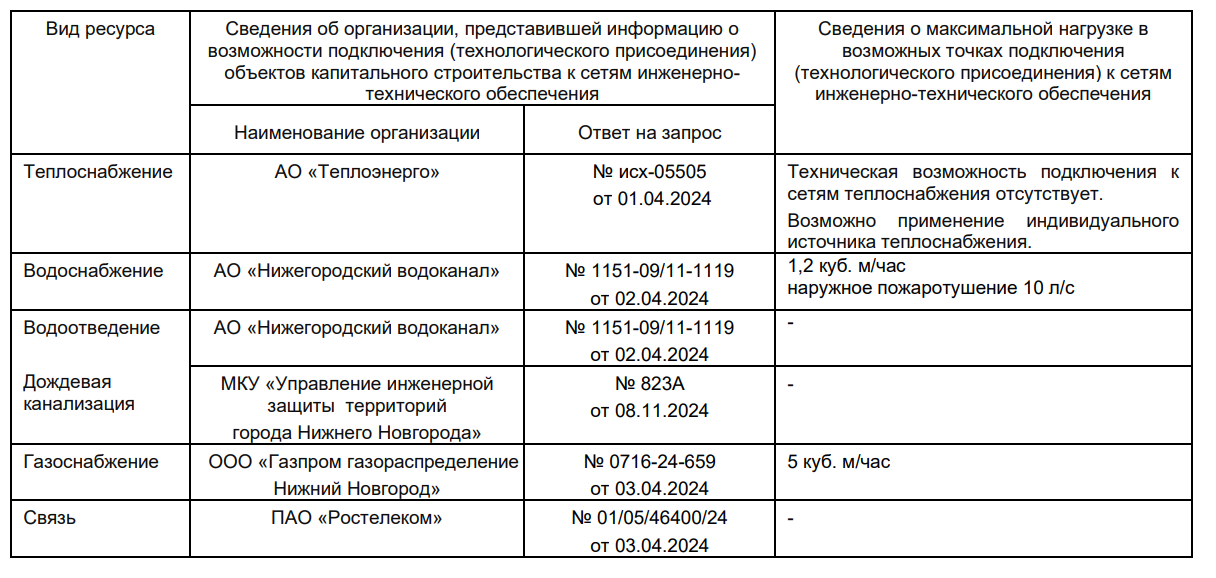 Вид ресурса
Сведения об организации, представившей информацию о
возможности подключения (технологического присоединения)
объектов капитального строительства к сетям инженерно-
технического обеспечения
Сведения о максимальной нагрузке в
возможных точках подключения
(технологического присоединения) к сетям
инженерно-технического обеспечения
Наименование организации
Ответ на запрос
Теплоснабжение
АО «Теплоэнерго»
№ исх-05505
от 01.04.2024
Техническая возможность подключения к
сетям теплоснабжения отсутствует.
Возможно применение индивидуального
источника теплоснабжения.
Водоснабжение
АО «Нижегородский водоканал»
№ 1151-09/11-1119
от 02.04.2024
1,2 куб. м/час
наружное пожаротушение 10 л/с
Водоотведение
АО «Нижегородский водоканал»
№ 1151-09/11-1119
от 02.04.2024
-
Дождевая
канализация
МКУ «Управление инженерной
защиты территорий
города Нижнего Новгорода»
№ 823А
от 08.11.2024
-
Газоснабжение
ООО «Газпром газораспределение
Нижний Новгород»
№ 0716-24-659
от 03.04.2024
5 куб. м/час
Связь
ПАО «Ростелеком»
№ 01/05/46400/24
от 03.04.2024
-